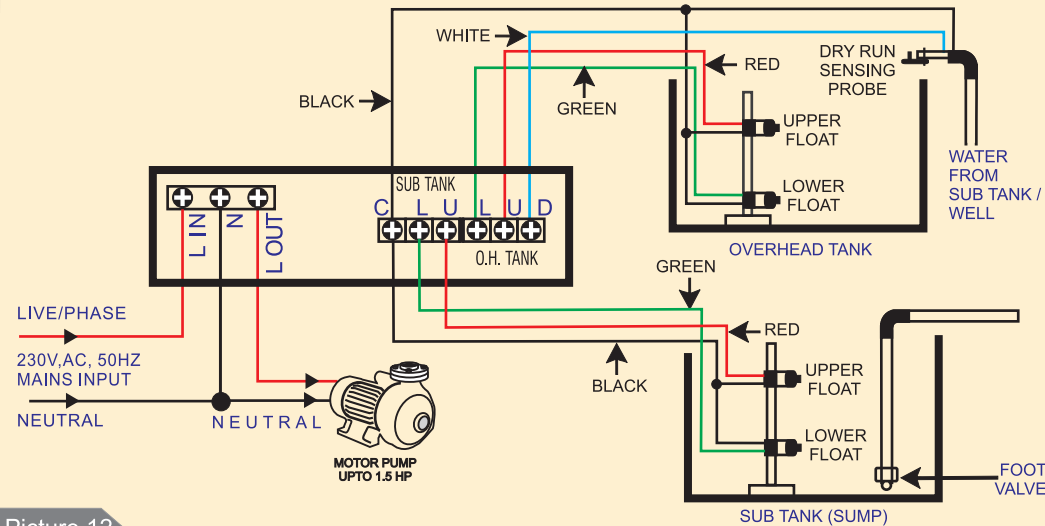 WHITE
DRY RUN
SENSING
PROBE
RED
BLACK
GREEN
UPPER
FLOAT
WATER
FROM
SUB TANK /
WELL
LOWER
FLOAT
OVERHEAD TANK
SUB TANK
C L U L U D
O.H. TANK
L IN
N
L OUT
GREEN
LIVE/PHASE
230V,AC, 50HZ
MAINS INPUT
NEUTRAL
NEUTRAL
RED
BLACK
UPPER
FLOAT
LOWER
FLOAT
MOTOR PUMP
UPTO 1.5 HP
FOOT
VALVE
SUB TANK (SUMP)
Picture 12